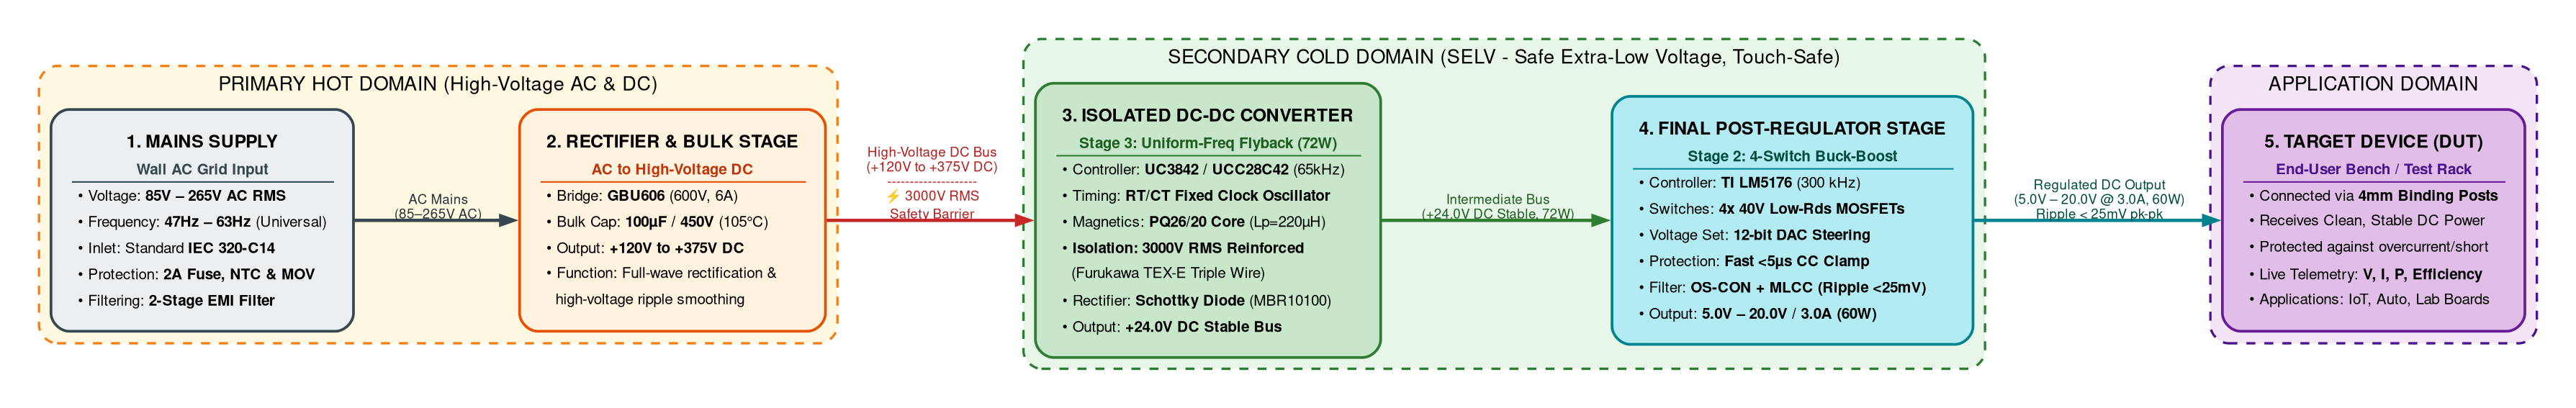 PRIMARY HOT DOMAIN (High-Voltage AC & DC)
1. MAINS SUPPLY
Wall AC Grid Input
• Voltage: 85V – 265V AC RMS
• Frequency: 47Hz – 63Hz (Universal)
• Inlet: Standard IEC 320-C14
• Protection: 2A Fuse, NTC & MOV
• Filtering: 2-Stage EMI Filter
AC Mains
(85–265V AC)
2. RECTIFIER & BULK STAGE
AC to High-Voltage DC
• Bridge: GBU606 (600V, 6A)
• Bulk Cap: 100µF / 450V (105°C)
• Output: +120V to +375V DC
• Function: Full-wave rectification &
high-voltage ripple smoothing
High-Voltage DC Bus
(+120V to +375V DC)
--------------------
⚡ 3000V RMS
Safety Barrier
SECONDARY COLD DOMAIN (SELV - Safe Extra-Low Voltage, Touch-Safe)
3. ISOLATED DC-DC CONVERTER
Stage 3: Uniform-Freq Flyback (72W)
• Controller: UC3842 / UCC28C42 (65kHz)
• Timing: RT/CT Fixed Clock Oscillator
• Magnetics: PQ26/20 Core (Lp=220µH)
• Isolation: 3000V RMS Reinforced
(Furukawa TEX-E Triple Wire)
• Rectifier: Schottky Diode (MBR10100)
• Output: +24.0V DC Stable Bus
Intermediate Bus
(+24.0V DC Stable, 72W)
4. FINAL POST-REGULATOR STAGE
Stage 2: 4-Switch Buck-Boost
• Controller: TI LM5176 (300 kHz)
• Switches: 4x 40V Low-Rds MOSFETs
• Voltage Set: 12-bit DAC Steering
• Protection: Fast <5µs CC Clamp
• Filter: OS-CON + MLCC (Ripple <25mV)
• Output: 5.0V – 20.0V / 3.0A (60W)
Regulated DC Output
(5.0V – 20.0V @ 3.0A, 60W)
Ripple < 25mV pk-pk
APPLICATION DOMAIN
5. TARGET DEVICE (DUT)
End-User Bench / Test Rack
• Connected via 4mm Binding Posts
• Receives Clean, Stable DC Power
• Protected against overcurrent/short
• Live Telemetry: V, I, P, Efficiency
• Applications: IoT, Auto, Lab Boards